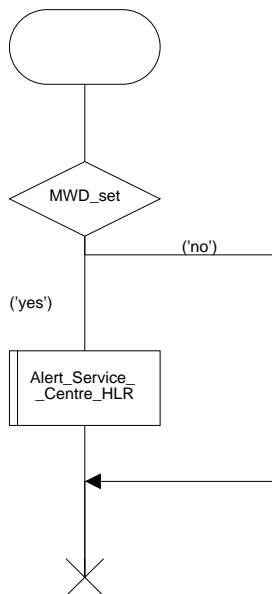 MWD_set
('no')
('yes')
Alert_Service_
_Centre_HLR